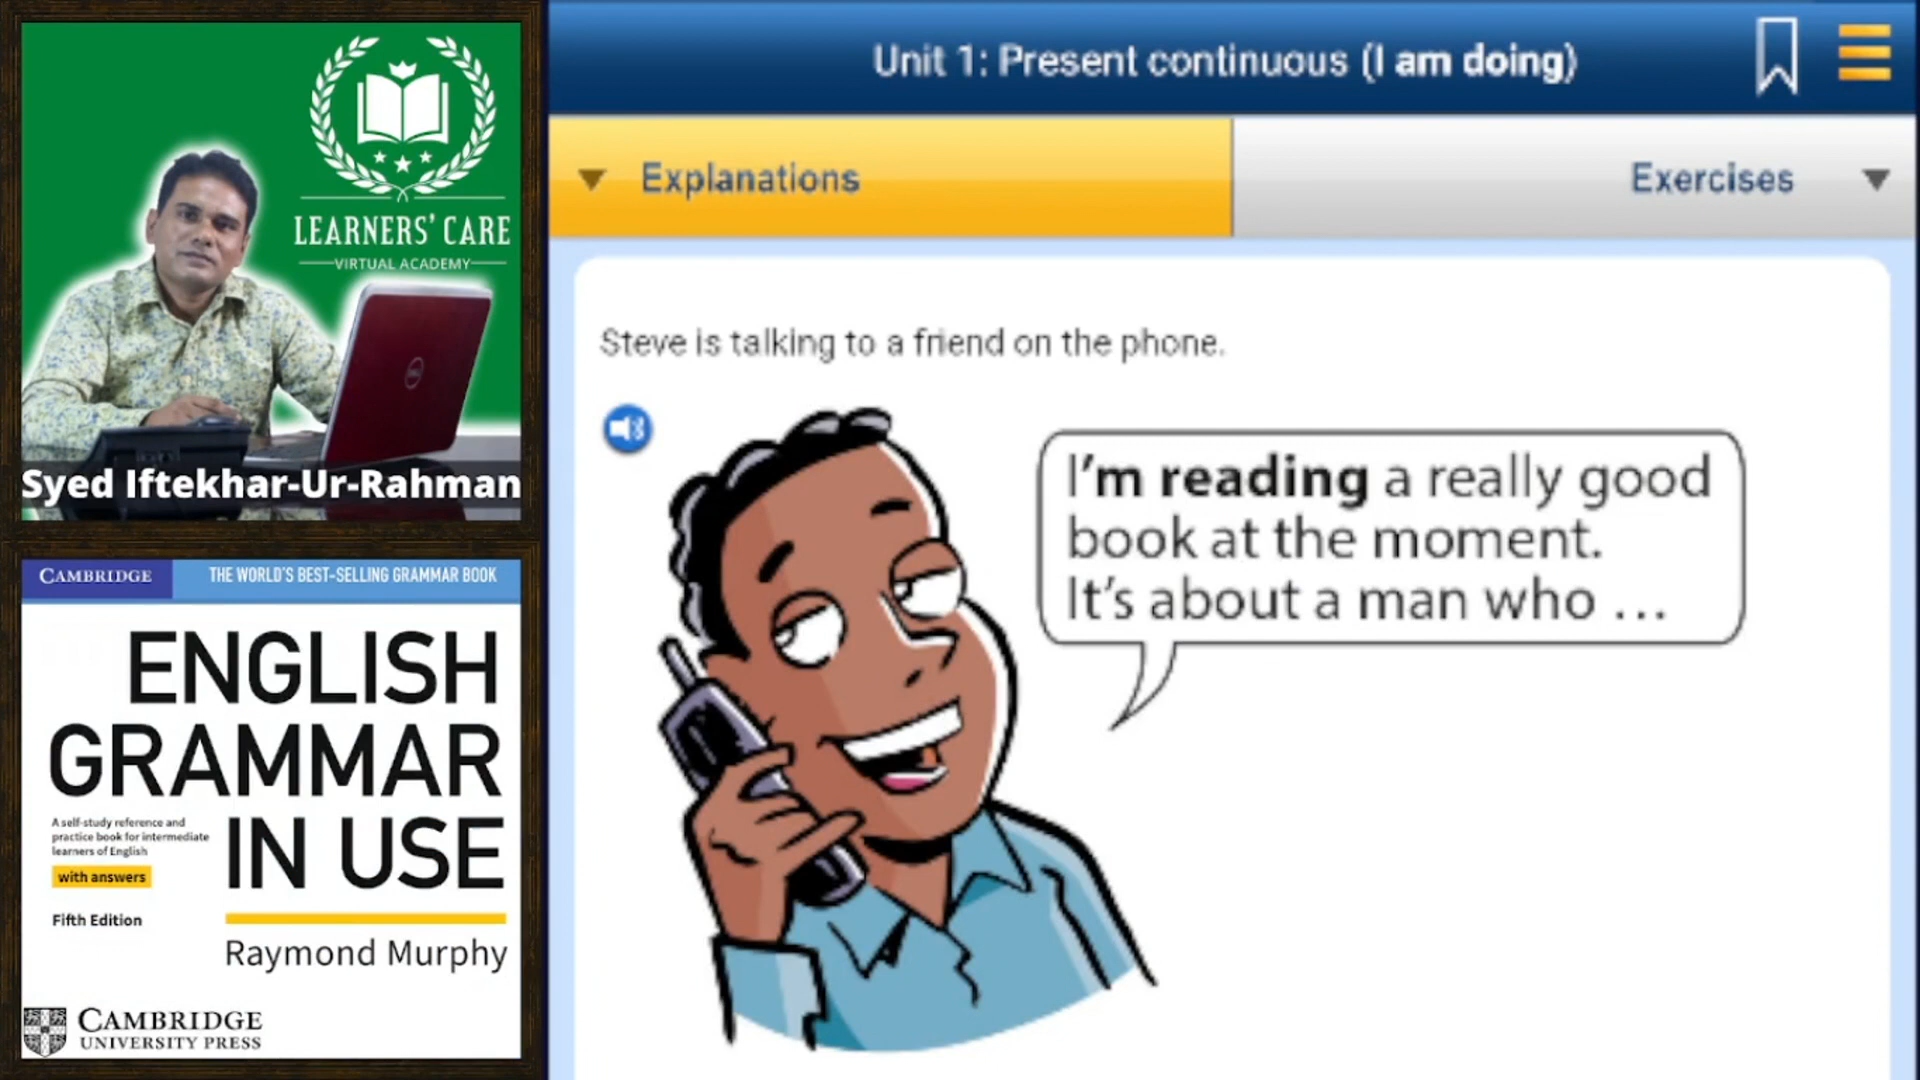 LEARNERS' CARE
VIRTUAL ACADEMY
Syed Iftekhar-Ur-Rahman
CAMBRIDGE
THE WORLD'S BEST-SELLING GRAMMAR BOOK
ENGLISH
GRAMMAR
IN USE
A self-study reference and
practice book for intermediate
learners of English
with answers
Fifth Edition
Raymond Murphy
CAMBRIDGE
UNIVERSITY PRESS
Unit 1: Present continuous (I am doing)
Explanations
Exercises
Steve is talking to a friend on the phone.
I'm reading a really good
book at the moment.
It's about a man who ...